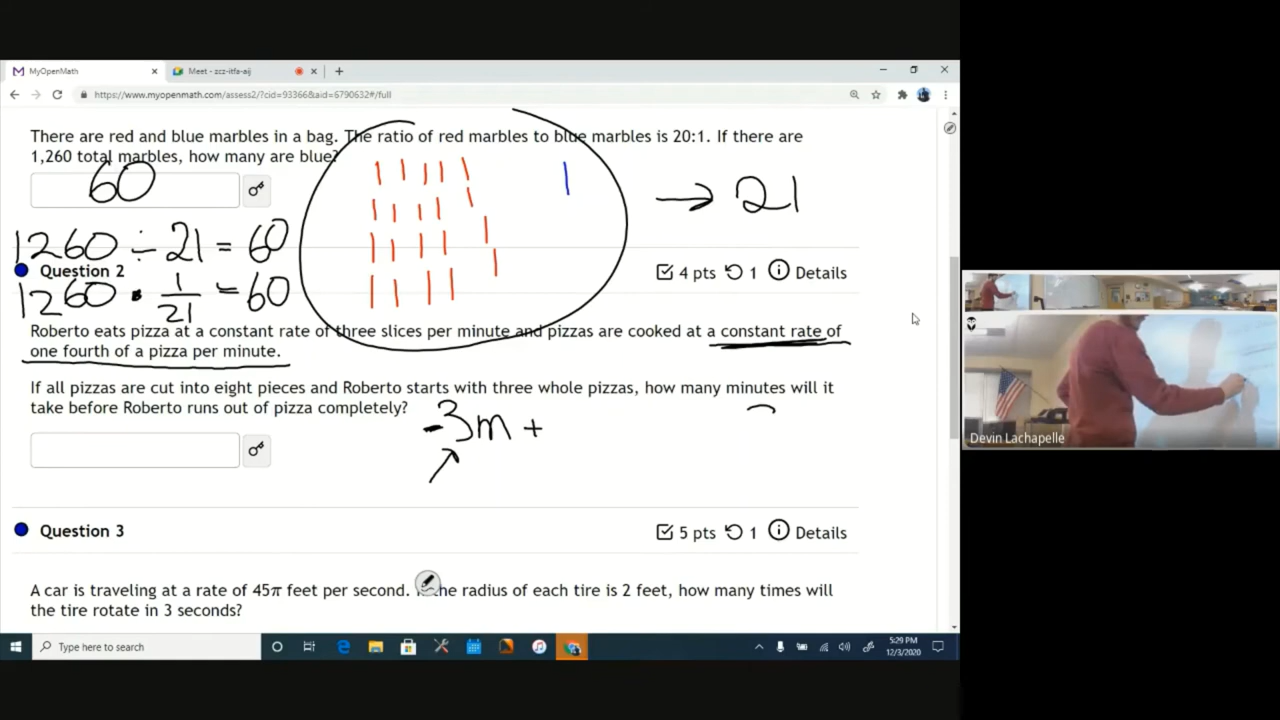 MyOpenMath
Meet - zcz-itfa-aij
https://www.myopenmath.com/assess2/?cid=93366&aid=6790632#/full
There are red and blue marbles in a bag. The ratio of red marbles to blue marbles is 20:1. If there are
1,260 total marbles, how many are blue?
60
→ 21
1260 ÷ 21 = 60
Question 2
4 pts 1 Details
1260 · 1/21 = 60
Roberto eats pizza at a constant rate of three slices per minute and pizzas are cooked at a constant rate of
one fourth of a pizza per minute.
If all pizzas are cut into eight pieces and Roberto starts with three whole pizzas, how many minutes will it
take before Roberto runs out of pizza completely?
-3m +
Devin Lachapelle
Question 3
5 pts 1 Details
A car is traveling at a rate of 45π feet per second. the radius of each tire is 2 feet, how many times will
the tire rotate in 3 seconds?
Type here to search
5:29 PM
12/3/2020